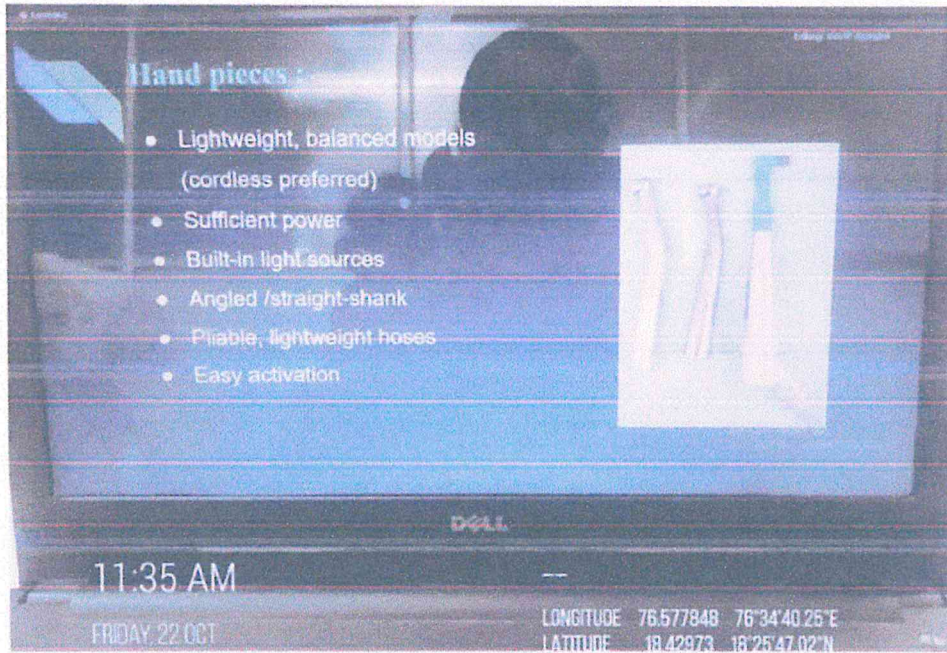 Hand pieces :
● Lightweight, balanced models
(cordless preferred)
● Sufficient power
● Built-in light sources
● Angled /straight-shank
● Pliable, lightweight hoses
● Easy activation
DELL
11:35 AM
FRIDAY, 22 OCT
LONGITUDE 76.577848 76°34'40.25"E
LATITUDE 18.42973 18°25'47.02"N